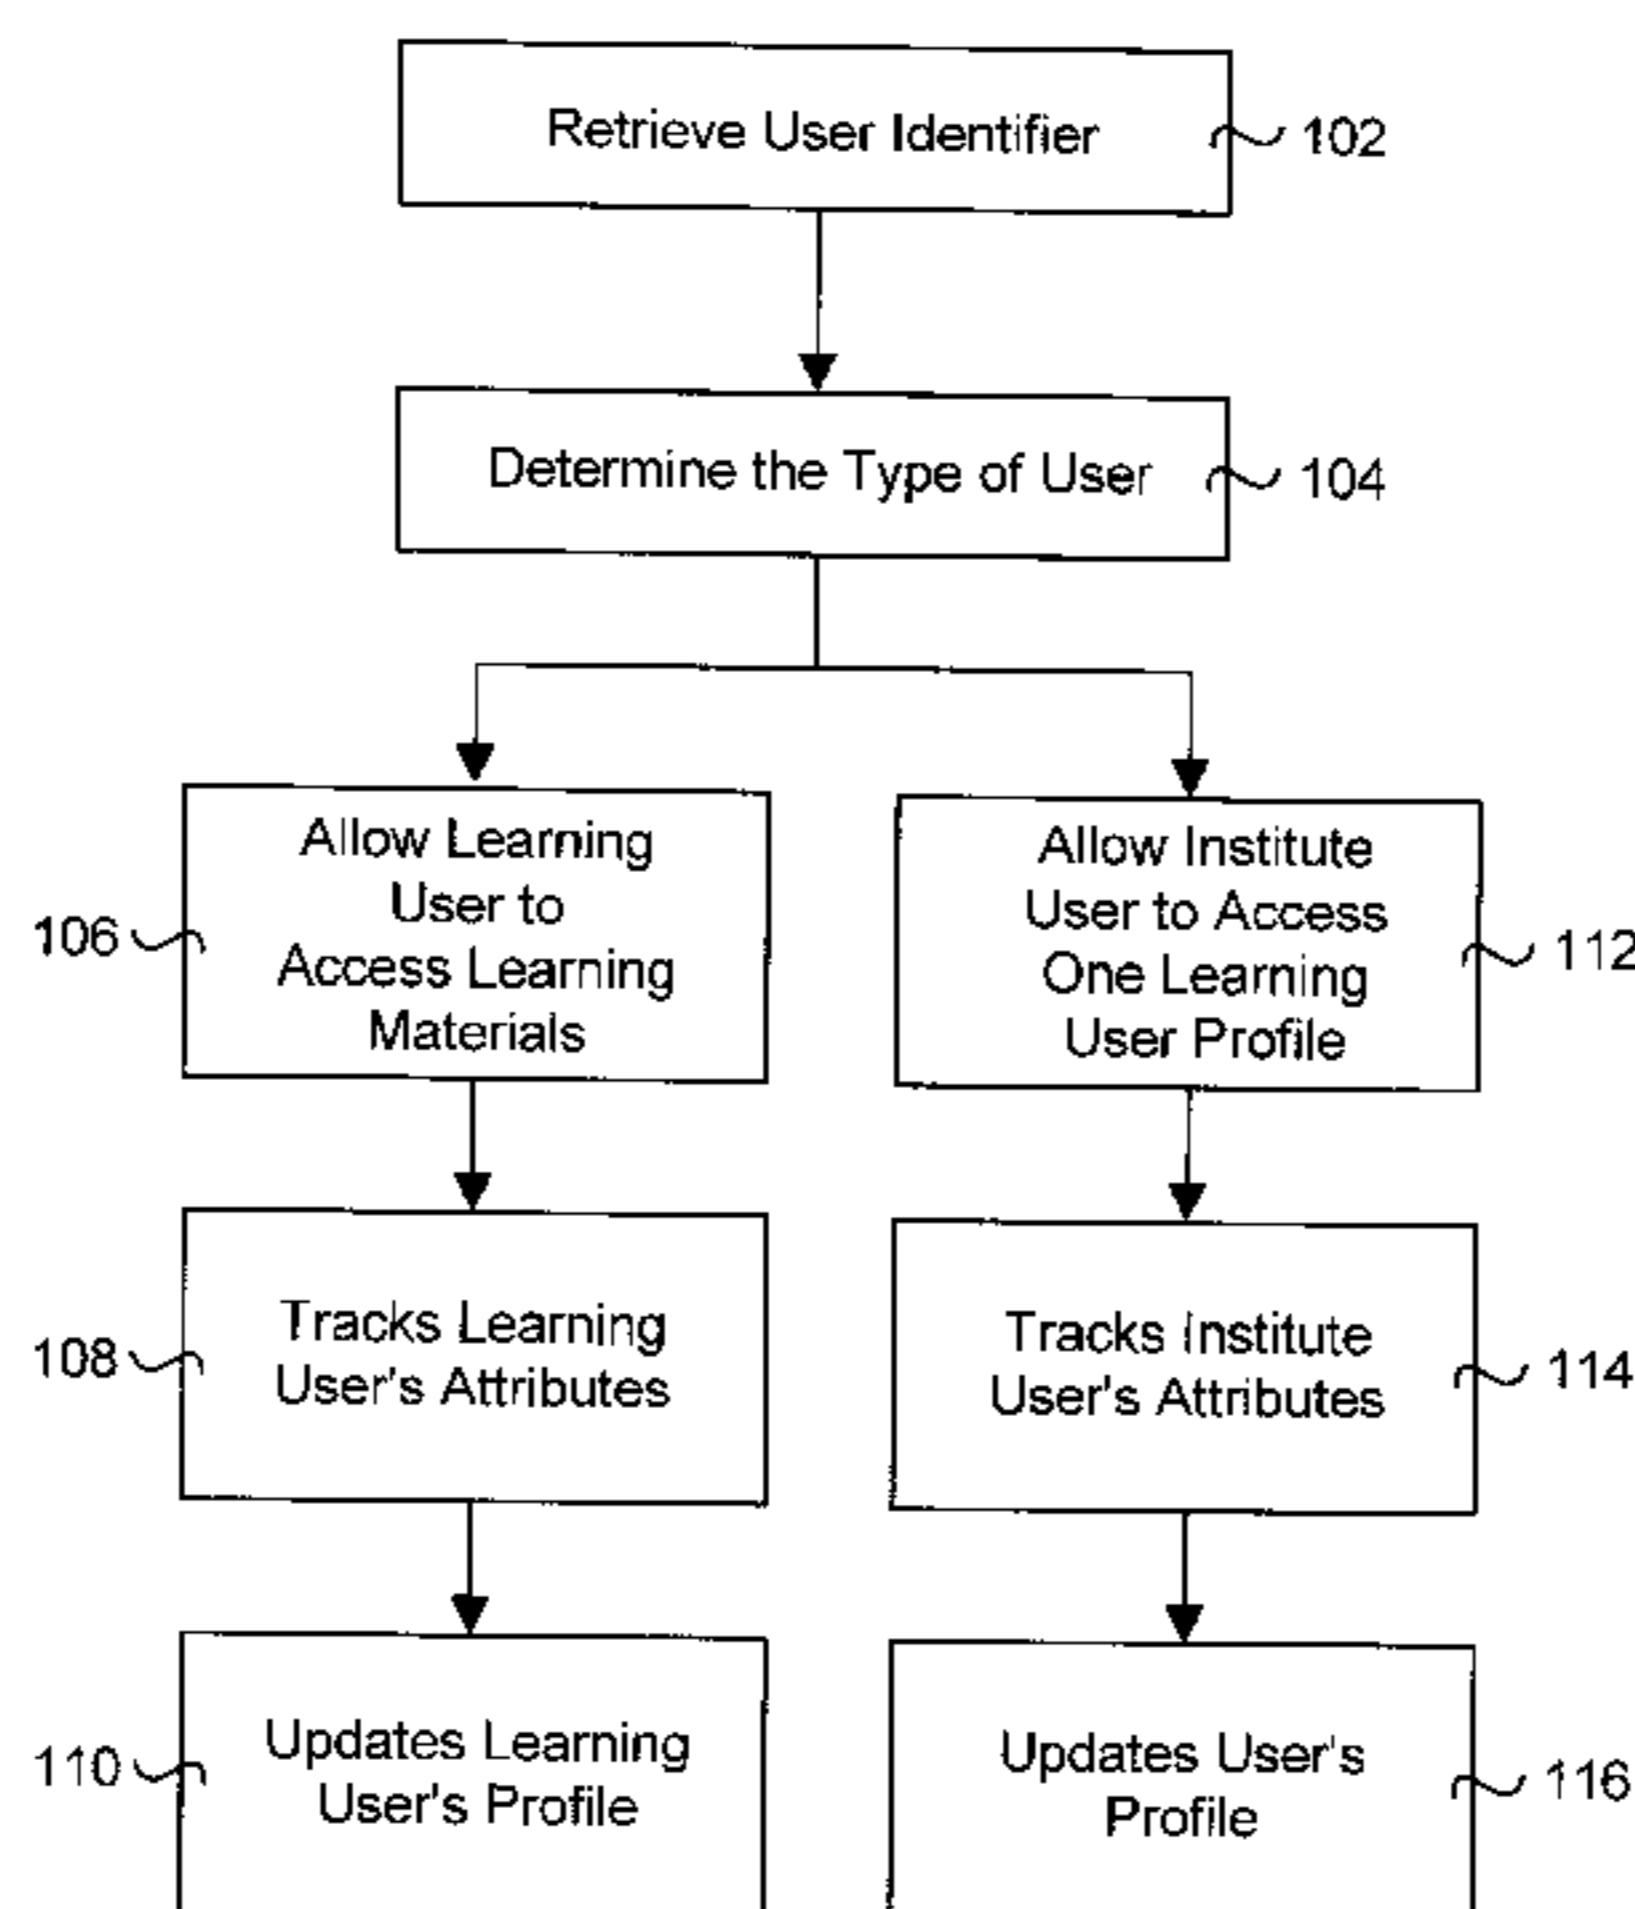 Retrieve User Identifier
102
Determine the Type of User
104
Allow Learning
User to
Access Learning
Materials
106
Allow Institute
User to Access
One Learning
User Profile
112
Tracks Learning
User's Attributes
108
Tracks Institute
User's Attributes
114
Updates Learning
User's Profile
110
Updates User's
Profile
116